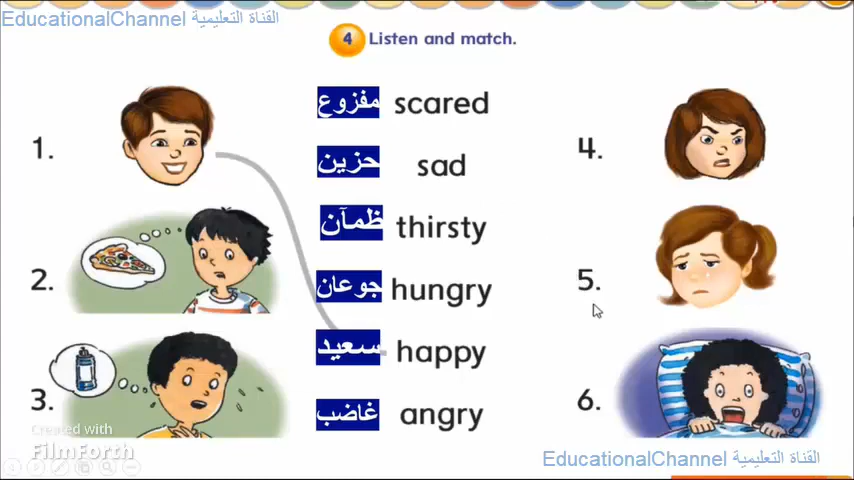 EducationalChannel القناة التعليمية
4 Listen and match.
1.
2.
3.
مفزوع scared
حزين sad
ظمآن thirsty
جوعان hungry
سعيد happy
غاضب angry
4.
5.
6.
Created with
FilmForth
EducationalChannel القناة التعليمية